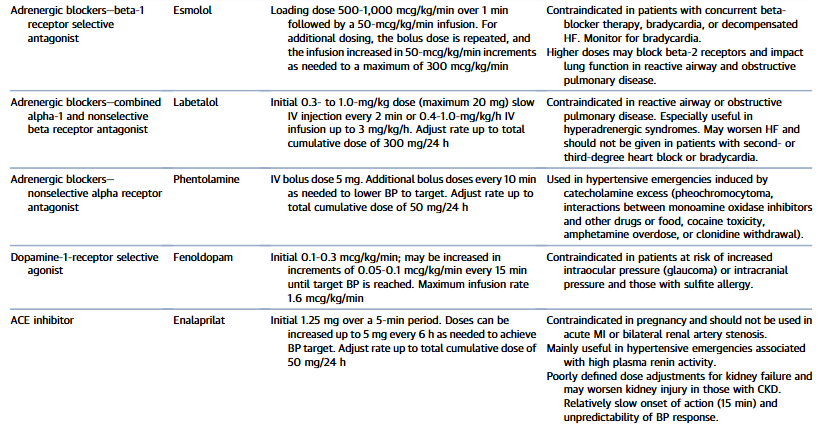 Adrenergic blockers—beta-1 receptor selective antagonist
Esmolol
Loading dose 500-1,000 mcg/kg/min over 1 min
followed by a 50-mcg/kg/min infusion. For
additional dosing, the bolus dose is repeated, and
the infusion increased in 50-mcg/kg/min increments
as needed to a maximum of 300 mcg/kg/min
Contraindicated in patients with concurrent beta-
blocker therapy, bradycardia, or decompensated
HF. Monitor for bradycardia.
Higher doses may block beta-2 receptors and impact
lung function in reactive airway and obstructive
pulmonary disease.
Adrenergic blockers—combined
alpha-1 and nonselective
beta receptor antagonist
Labetalol
Initial 0.3- to 1.0-mg/kg dose (maximum 20 mg) slow
IV injection every 2 min or 0.4-1.0-mg/kg/h IV
infusion up to 3 mg/kg/h. Adjust rate up to total
cumulative dose of 300 mg/24 h
Contraindicated in reactive airway or obstructive
pulmonary disease. Especially useful in
hyperadrenergic syndromes. May worsen HF and
should not be given in patients with second- or
third-degree heart block or bradycardia.
Adrenergic blockers—
nonselective alpha receptor
antagonist
Phentolamine
IV bolus dose 5 mg. Additional bolus doses every 10 min
as needed to lower BP to target. Adjust rate up to
total cumulative dose of 50 mg/24 h
Used in hypertensive emergencies induced by
catecholamine excess (pheochromocytoma,
interactions between monoamine oxidase inhibitors
and other drugs or food, cocaine toxicity,
amphetamine overdose, or clonidine withdrawal).
Dopamine-1-receptor selective
agonist
Fenoldopam
Initial 0.1-0.3 mcg/kg/min; may be increased in
increments of 0.05-0.1 mcg/kg/min every 15 min
until target BP is reached. Maximum infusion rate
1.6 mcg/kg/min
Contraindicated in patients at risk of increased
intraocular pressure (glaucoma) or intracranial
pressure and those with sulfite allergy.
ACE inhibitor
Enalaprilat
Initial 1.25 mg over a 5-min period. Doses can be
increased up to 5 mg every 6 h as needed to achieve
BP target. Adjust rate up to total cumulative dose of
50 mg/24 h
Contraindicated in pregnancy and should not be used in
acute MI or bilateral renal artery stenosis.
Mainly useful in hypertensive emergencies associated
with high plasma renin activity.
Poorly defined dose adjustments for kidney failure and
may worsen kidney injury in those with CKD.
Relatively slow onset of action (15 min) and
unpredictability of BP response.